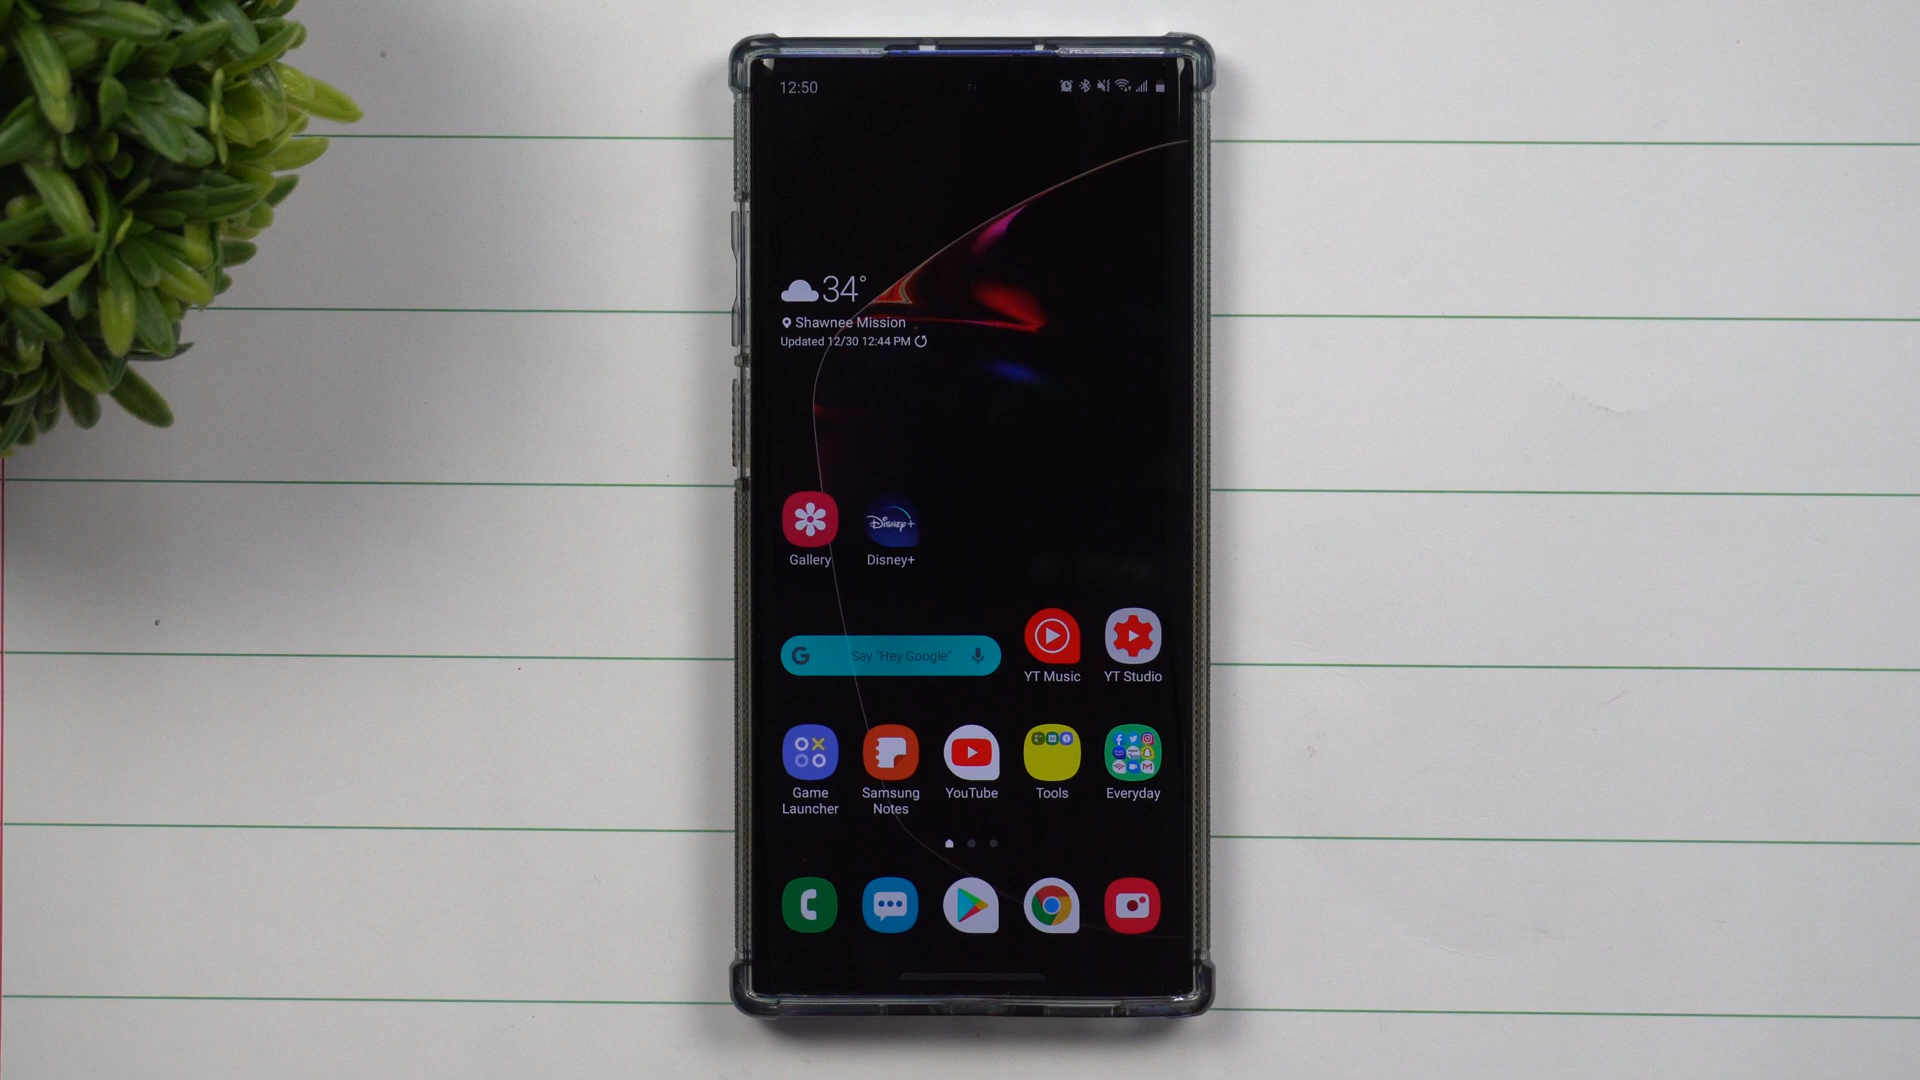 12:50
34°
Shawnee Mission
Updated 12/30 12:44 PM
Disney+
Gallery
Disney+
G Say "Hey Google"
YT Music
YT Studio
Game Launcher
Samsung Notes
YouTube
Tools
Everyday